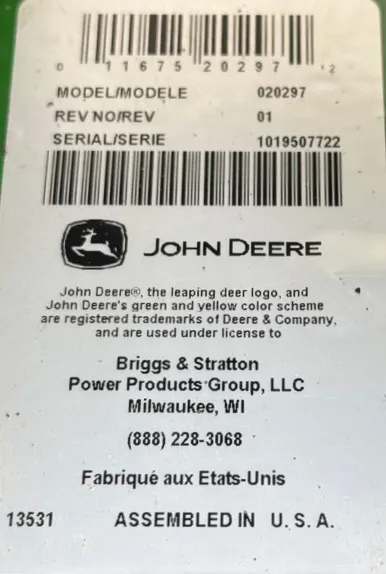 0 11675 20297 2
MODEL/MODELE 020297
REV NO/REV 01
SERIAL/SERIE 1019507722
JOHN DEERE
John Deere®, the leaping deer logo, and
John Deere's green and yellow color scheme
are registered trademarks of Deere & Company,
and are used under license to
Briggs & Stratton
Power Products Group, LLC
Milwaukee, WI
(888) 228-3068
Fabriqué aux Etats-Unis
13531 ASSEMBLED IN U. S. A.